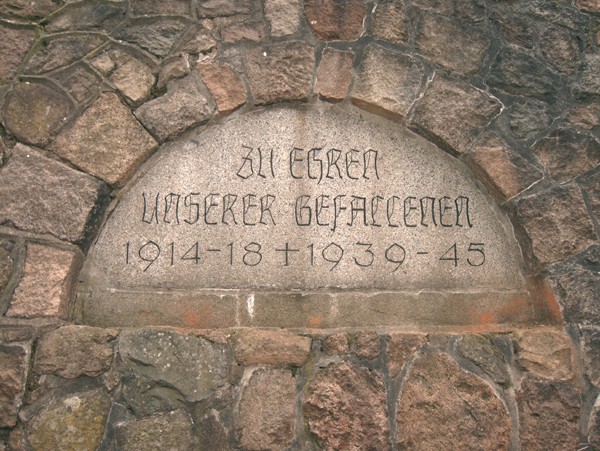 ZU EHREN
UNSERER GEFALLENEN
1914-18 + 1939-45